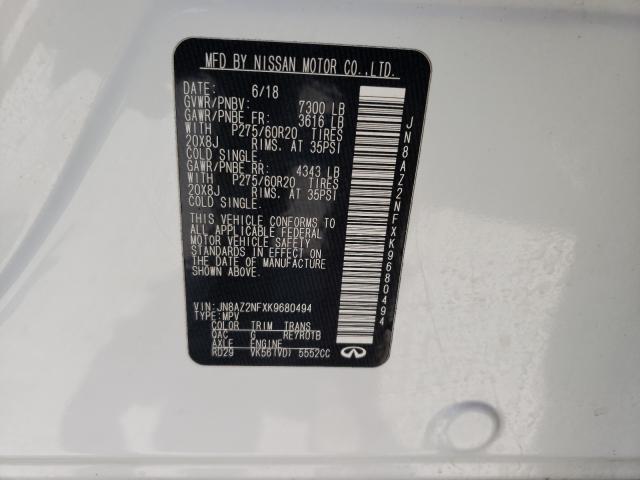 MFD BY NISSAN MOTOR CO.,LTD.
DATE: 6/18
GVWR/PNBV: 7300 LB
GAWR/PNBE FR: 3616 LB
WITH P275/60R20 TIRES
20X8J RIMS. AT 35PSI
COLD SINGLE.
GAWR/PNBE RR: 4343 LB
WITH P275/60R20 TIRES
20X8J RIMS. AT 35PSI
COLD SINGLE.
THIS VEHICLE CONFORMS TO
ALL APPLICABLE FEDERAL
MOTOR VEHICLE SAFETY
STANDARDS IN EFFECT ON
THE DATE OF MANUFACTURE
SHOWN ABOVE.
VIN: JN8AZ2NFXK9680494
TYPE: MPV
COLOR TRIM TRANS
QAC G RE7R01B
AXLE ENGINE
RD29 VK56(VD) 5552CC
JN8AZ2NFXK9680494